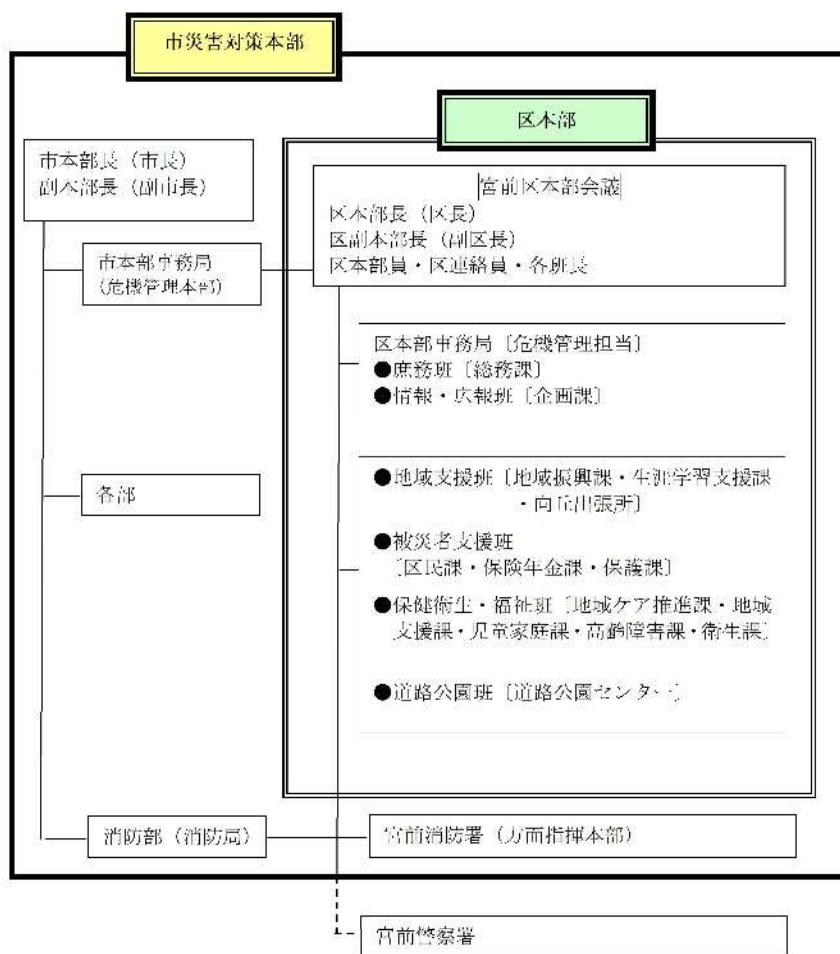 市災害対策本部
区本部
市本部長（市長）
副本部長（副市長）
宮前区本部会議
区本部長（区長）
区副本部長（副区長）
区本部員・区連絡員・各班長
市本部事務局
（危機管理本部）
区本部事務局〔危機管理担当〕
●庶務班〔総務課〕
●情報・広報班〔企画課〕
各部
●地域支援班〔地域振興課・生涯学習支援課
・向丘出張所〕
●被災者支援班
〔区民課・保険年金課・保護課〕
●保健衛生・福祉班〔地域ケア推進課・地域
支援課・児童家庭課・高齢障害課・衛生課〕
●道路公園班〔道路公園センター〕
消防部（消防局）
宮前消防署（方面指揮本部）
宮前警察署